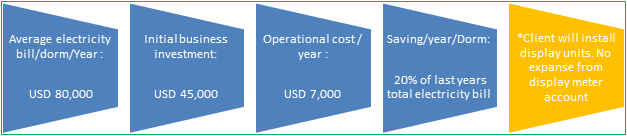 Average electricity
bill/dorm/Year :
USD 80,000
Initial business
investment:
USD 45,000
Operational cost /
year :
USD 7,000
Saving/year/Dorm:
20% of last years
total electricity bill
*Client will install
display units. No
expanse from
display meter
account